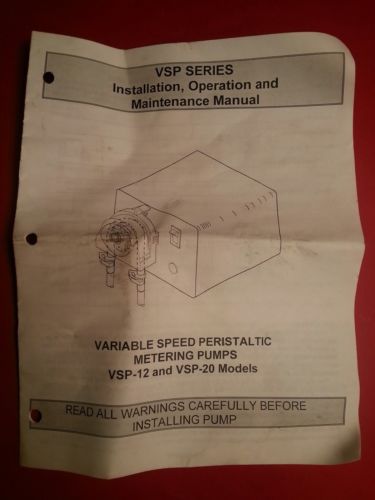 VSP SERIES
Installation, Operation and
Maintenance Manual
VARIABLE SPEED PERISTALTIC
METERING PUMPS
VSP-12 and VSP-20 Models
READ ALL WARNINGS CAREFULLY BEFORE
INSTALLING PUMP